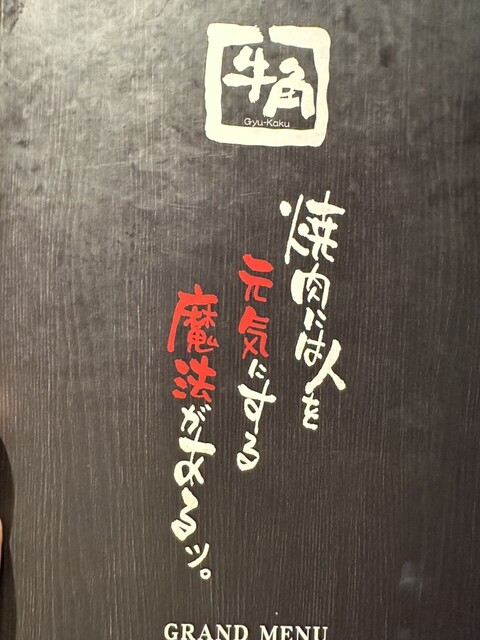 牛角
Gyu-Kaku
焼肉には人を
元気にする
魔法があるッ。
GRAND MENU